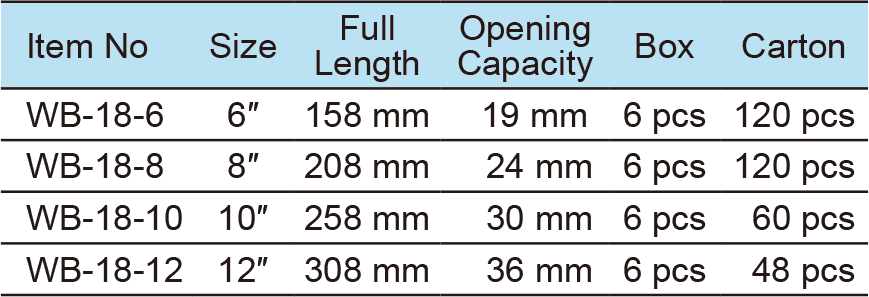 Item No Size Full Length Opening Capacity Box Carton
WB-18-6 6″ 158 mm 19 mm 6 pcs 120 pcs
WB-18-8 8″ 208 mm 24 mm 6 pcs 120 pcs
WB-18-10 10″ 258 mm 30 mm 6 pcs 60 pcs
WB-18-12 12″ 308 mm 36 mm 6 pcs 48 pcs